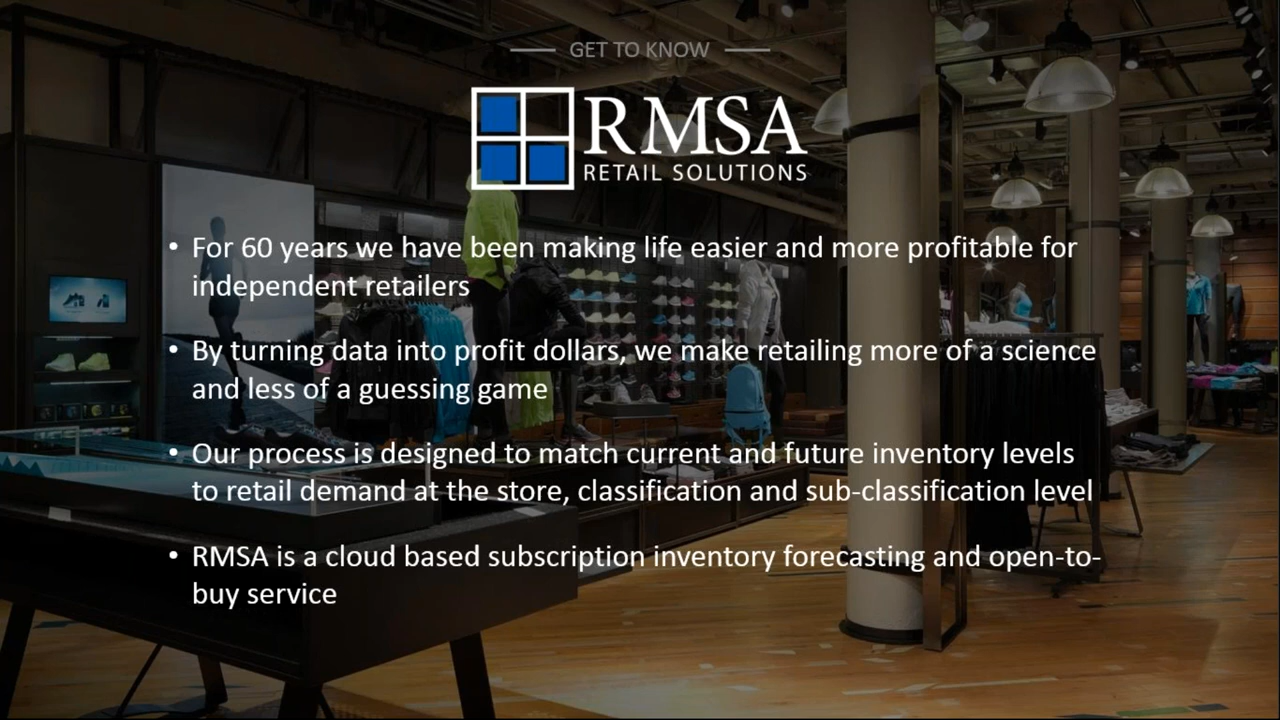 GET TO KNOW
RMSA
RETAIL SOLUTIONS
• For 60 years we have been making life easier and more profitable for
independent retailers
• By turning data into profit dollars, we make retailing more of a science
and less of a guessing game
• Our process is designed to match current and future inventory levels
to retail demand at the store, classification and sub-classification level
• RMSA is a cloud based subscription inventory forecasting and open-to-
buy service